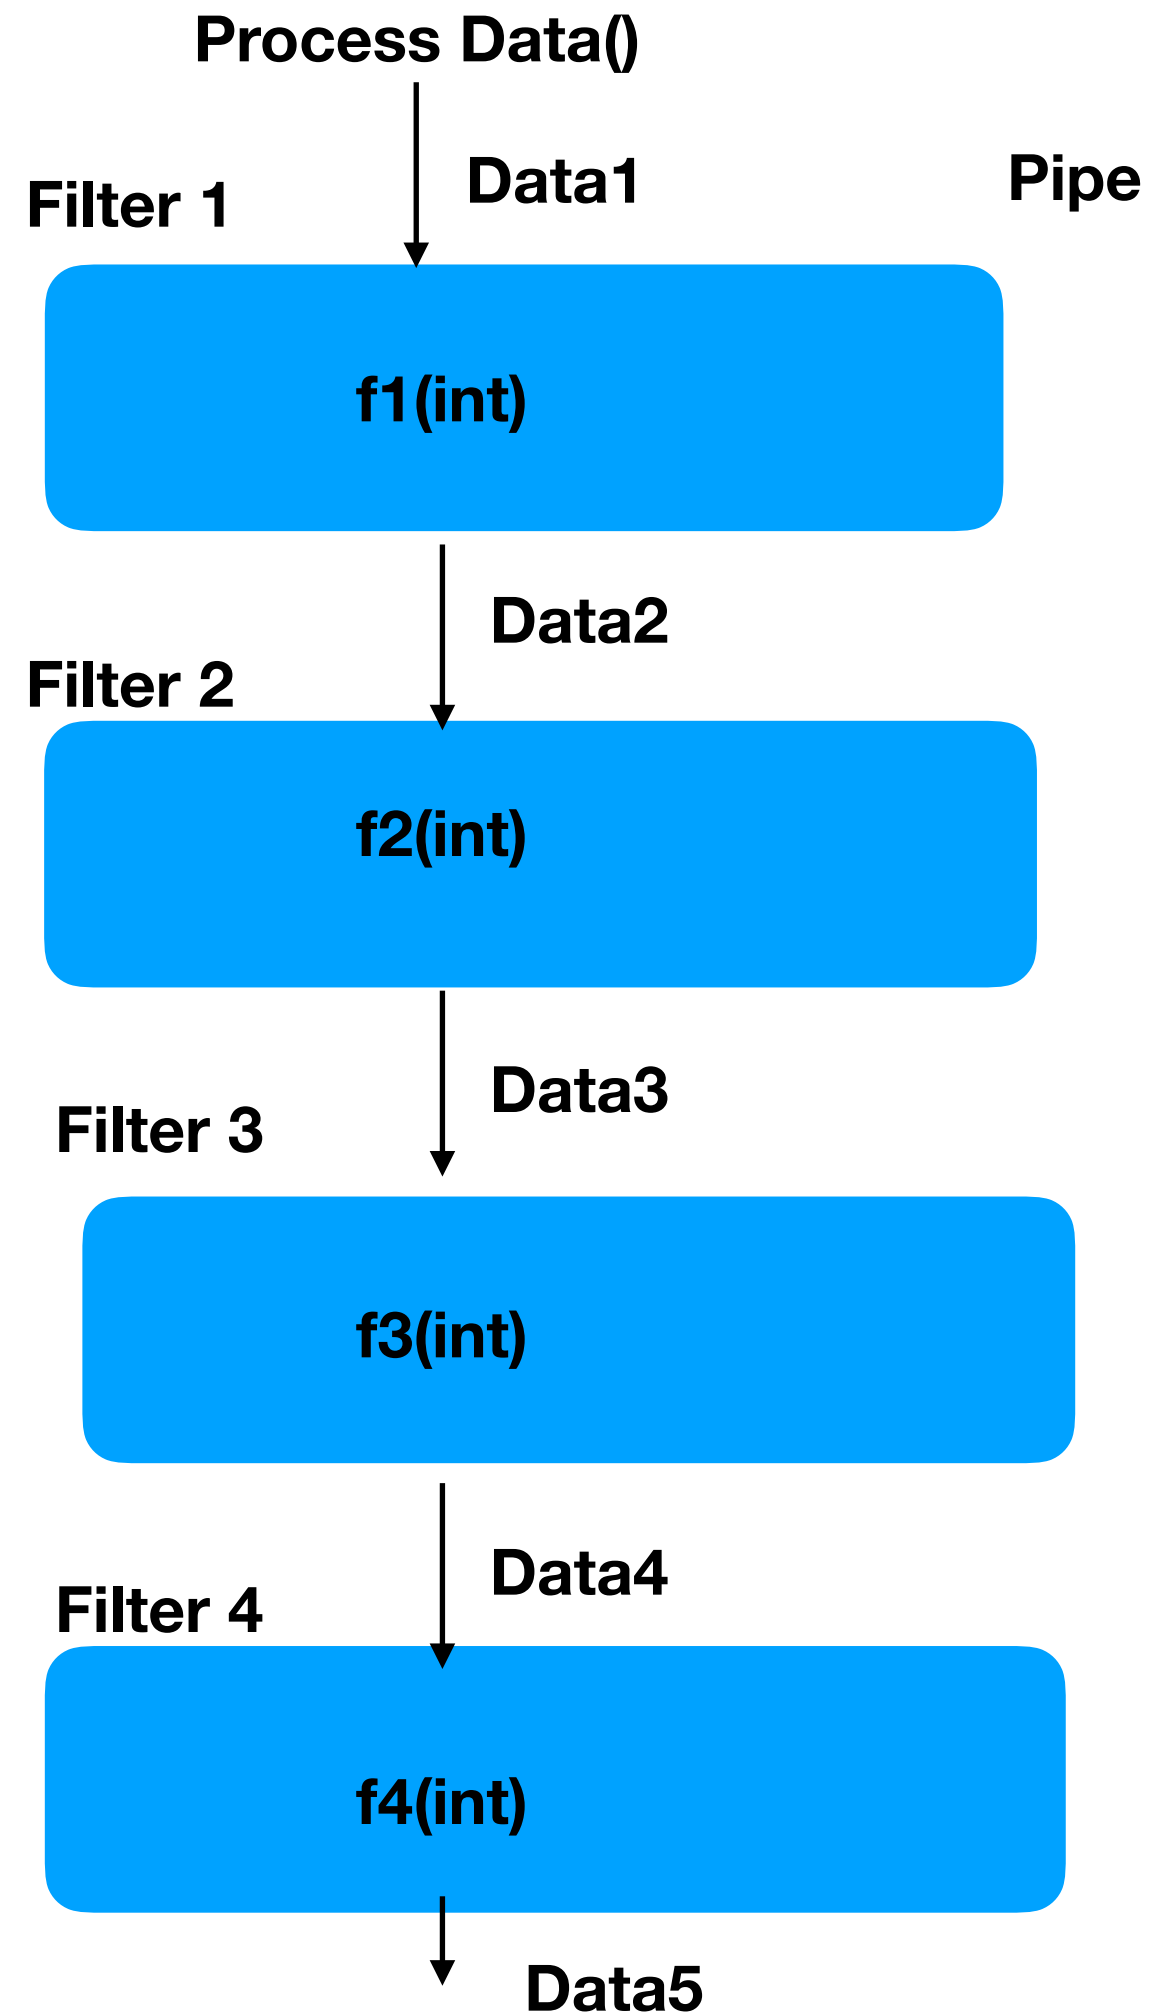 Process Data()
Data1
Pipe
Filter 1
f1(int)
Data2
Filter 2
f2(int)
Data3
Filter 3
f3(int)
Data4
Filter 4
f4(int)
Data5